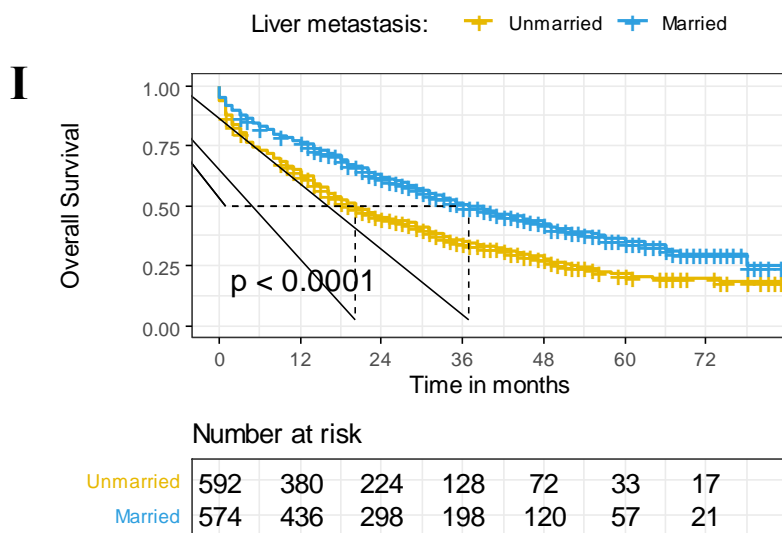 Liver metastasis: Unmarried Married
I
Overall Survival
1.00
0.75
0.50
0.25
0.00
p < 0.0001
0 12 24 36 48 60 72
Time in months
Number at risk
Unmarried 592 380 224 128 72 33 17
Married 574 436 298 198 120 57 21